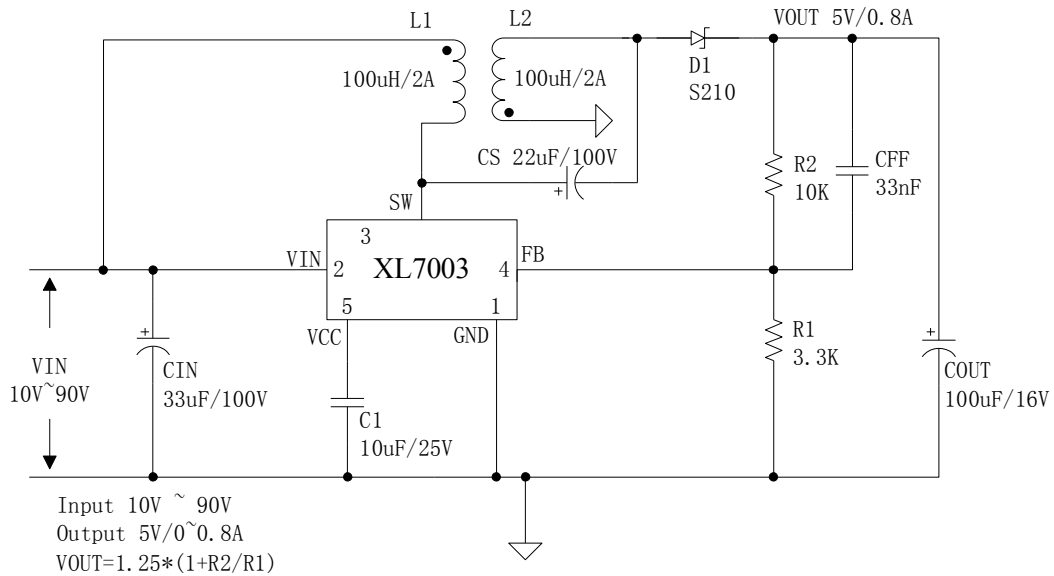 L1
L2
VOUT 5V/0.8A
100uH/2A
100uH/2A
D1
S210
CS 22uF/100V
+
R2
10K
CFF
33nF
SW
3
VIN
2
XL7003
4
FB
5
1
VCC
GND
R1
3.3K
+
+
VIN
10V~90V
CIN
33uF/100V
C1
10uF/25V
COUT
100uF/16V
Input 10V ~ 90V
Output 5V/0~0.8A
VOUT=1.25*(1+R2/R1)